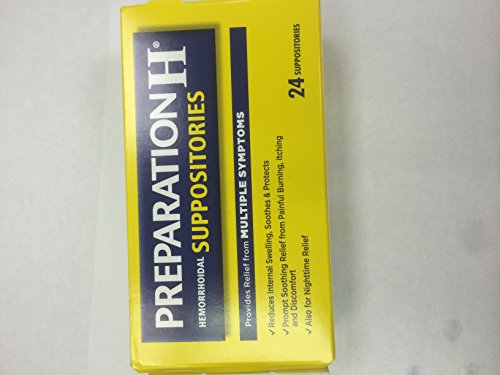 PREPARATION H®
HEMORRHOIDAL
SUPPOSITORIES
Provides Relief from MULTIPLE SYMPTOMS
✓ Reduces Internal Swelling, Soothes & Protects
✓ Prompt Soothing Relief from Painful Burning, Itching
and Discomfort
✓ Also for Nighttime Relief
24 SUPPOSITORIES